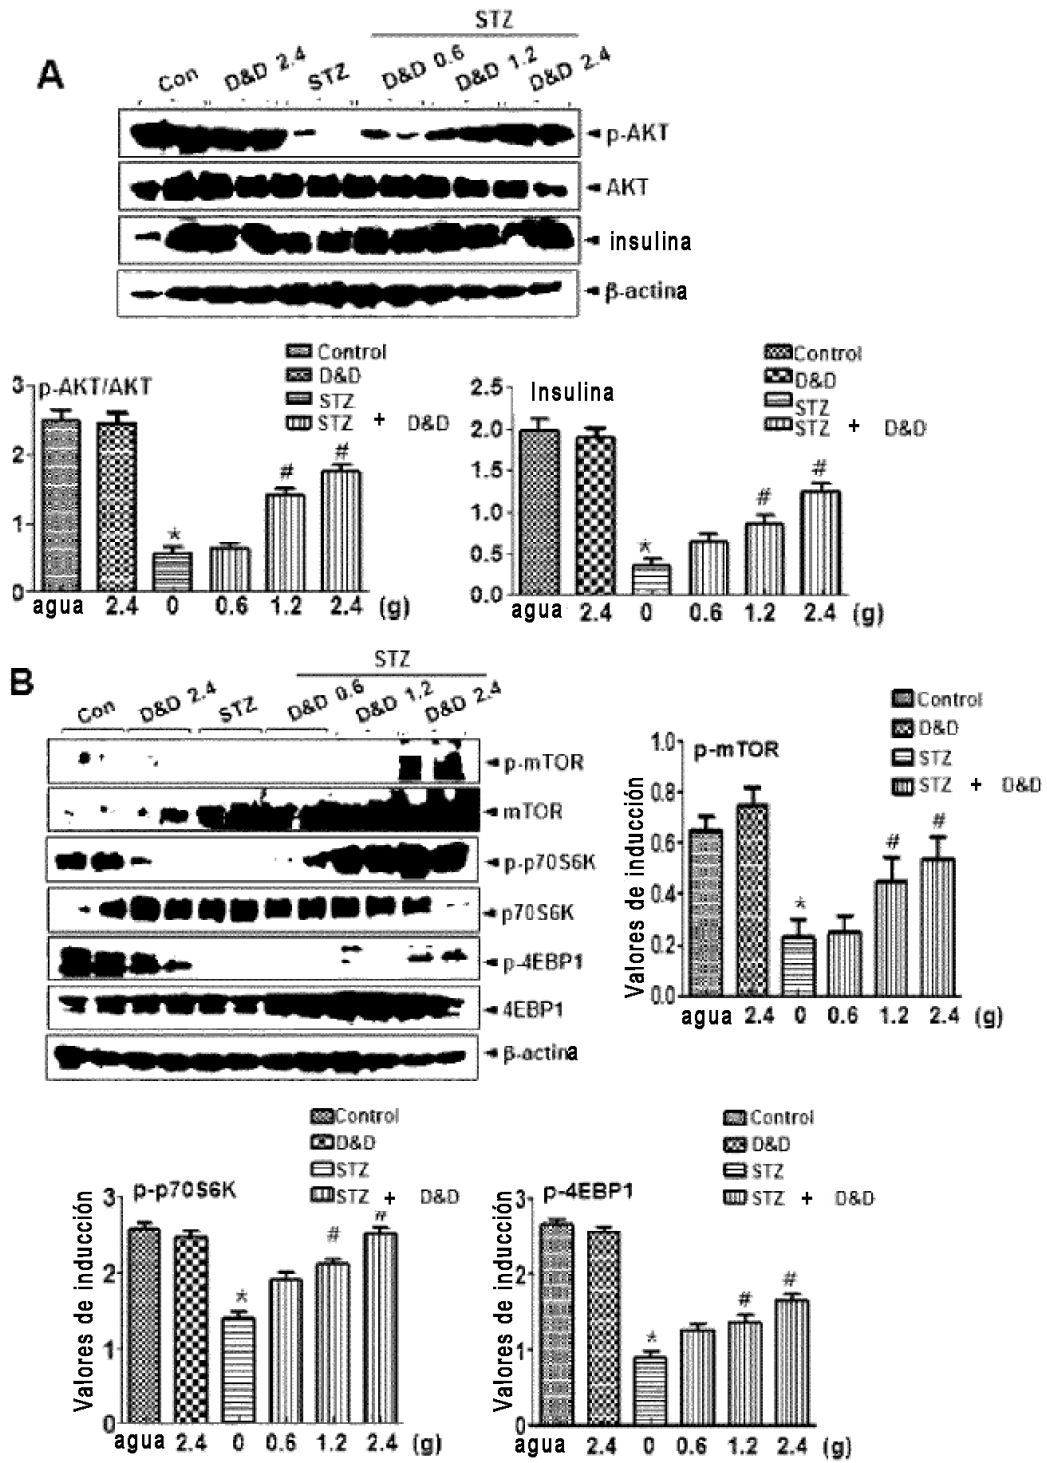 A
STZ
Con D&D 2.4 STZ D&D 0.6 D&D 1.2 D&D 2.4
p-AKT
AKT
insulina
β-actina
p-AKT/AKT
Control
D&D
STZ
STZ + D&D
3
2
1
0
*
#
#
agua 2.4 0 0.6 1.2 2.4 (g)
Insulina
Control
D&D
STZ
STZ + D&D
2.5
2.0
1.5
1.0
0.5
0.0
*
#
#
agua 2.4 0 0.6 1.2 2.4 (g)
B
STZ
Con D&D 2.4 STZ D&D 0.6 D&D 1.2 D&D 2.4
p-mTOR
mTOR
p-p70S6K
p70S6K
p-4EBP1
4EBP1
β-actina
p-mTOR
Control
D&D
STZ
STZ + D&D
Valores de inducción
1.0
0.8
0.6
0.4
0.2
0.0
*
#
#
agua 2.4 0 0.6 1.2 2.4 (g)
p-p70S6K
Control
D&D
STZ
STZ + D&D
Valores de inducción
3
2
1
0
*
#
#
agua 2.4 0 0.6 1.2 2.4 (g)
p-4EBP1
Control
D&D
STZ
STZ + D&D
Valores de inducción
3
2
1
0
*
#
#
agua 2.4 0 0.6 1.2 2.4 (g)